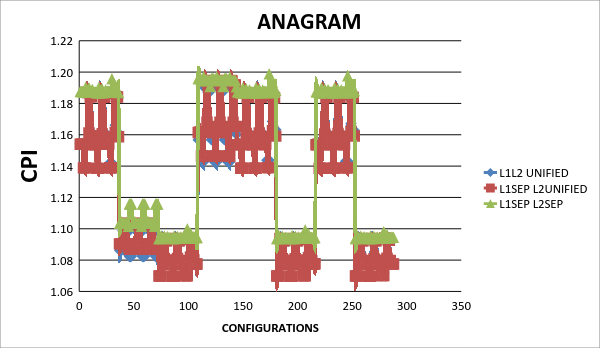 ANAGRAM
CPI
1.22
1.20
1.18
1.16
1.14
1.12
1.10
1.08
1.06
0 50 100 150 200 250 300 350
CONFIGURATIONS
L1L2 UNIFIED
L1SEP L2UNIFIED
L1SEP L2SEP